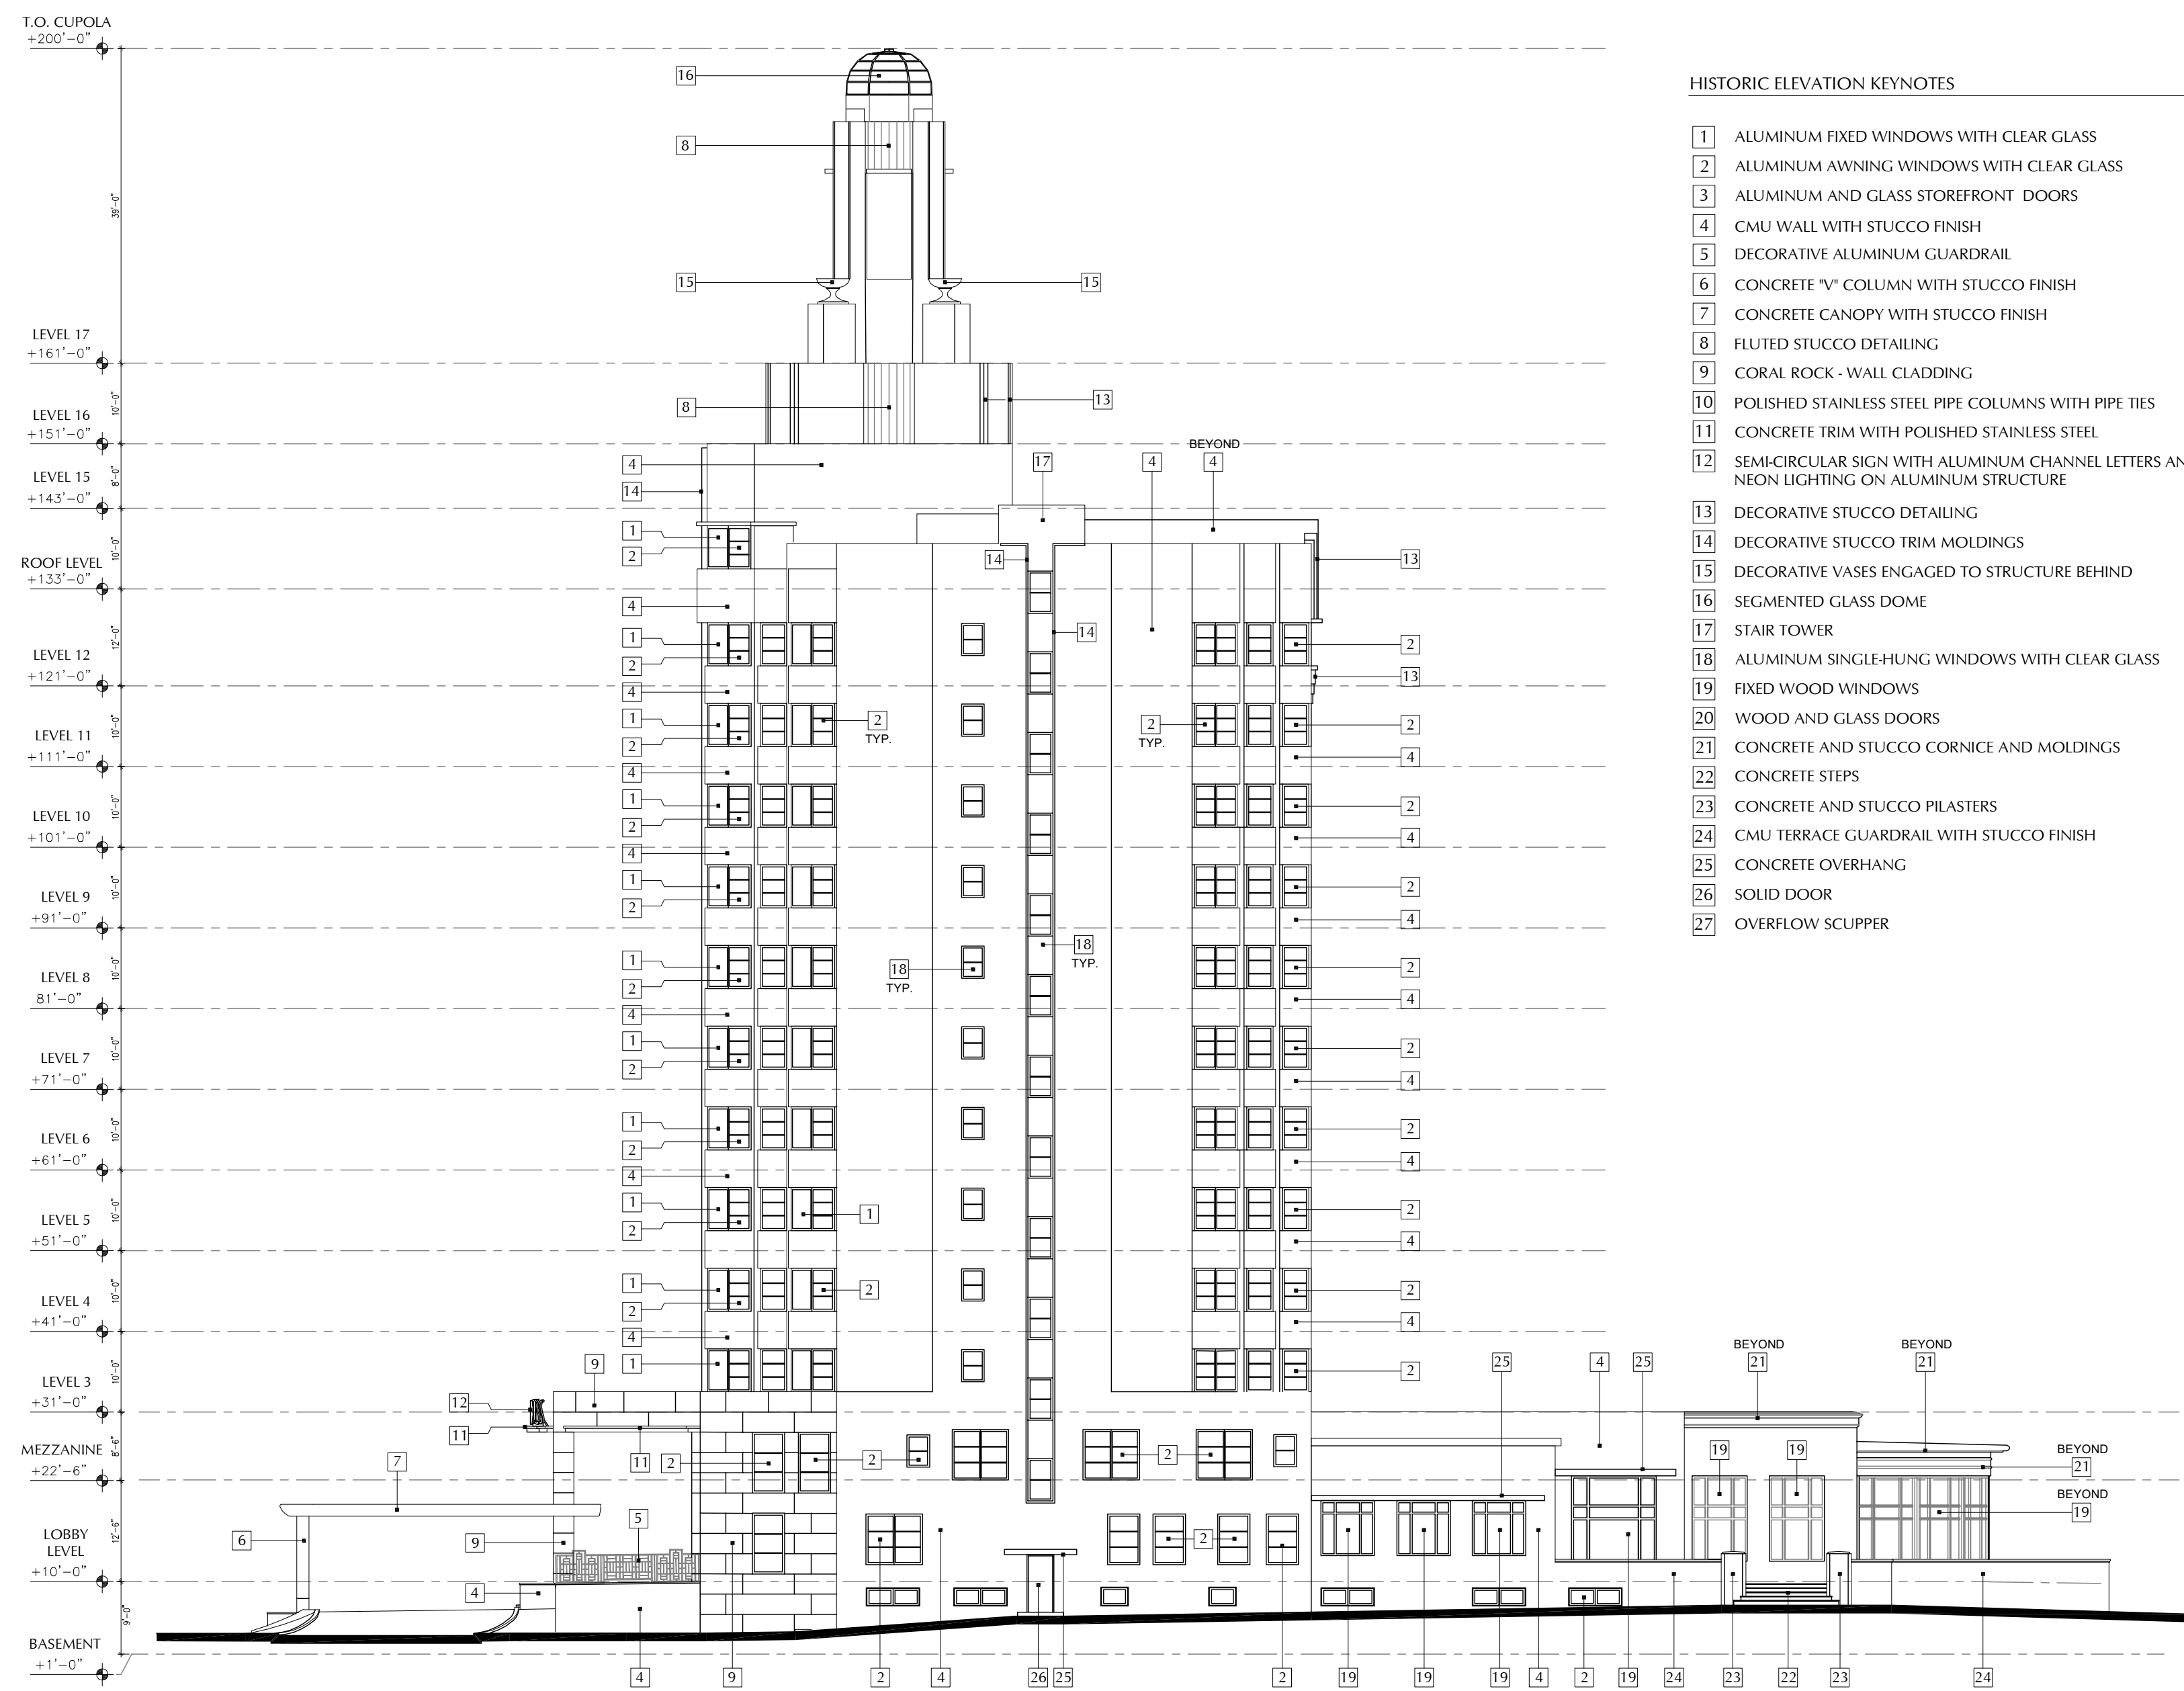 T.O. CUPOLA
+200'-0"
39'-0"
LEVEL 17
+161'-0"
10'-0"
LEVEL 16
+151'-0"
8'-0"
LEVEL 15
+143'-0"
10'-0"
ROOF LEVEL
+133'-0"
12'-0"
LEVEL 12
+121'-0"
10'-0"
LEVEL 11
+111'-0"
10'-0"
LEVEL 10
+101'-0"
10'-0"
LEVEL 9
+91'-0"
10'-0"
LEVEL 8
81'-0"
10'-0"
LEVEL 7
+71'-0"
10'-0"
LEVEL 6
+61'-0"
10'-0"
LEVEL 5
+51'-0"
10'-0"
LEVEL 4
+41'-0"
10'-0"
LEVEL 3
+31'-0"
8'-6"
MEZZANINE
+22'-6"
12'-6"
LOBBY
LEVEL
+10'-0"
9'-0"
BASEMENT
+1'-0"
16
8
15 15
8 13
BEYOND
4 17 4 4
14
1
2 14 13
4
1 14 2
2
4 13
1 2 2 2
TYP. TYP.
2
4 4
1 2
2
4 4
1 2
2 4
18 18
TYP. TYP.
1 2
2
4 4
1 2
2 4
1 2
2
4 4
1 1 2
2 4
1 2 2
2
4 4
9 1 2
BEYOND BEYOND
25 4 25 21 21
12
11 11 2 2 2 19 19 BEYOND
21
7 25 BEYOND
19
6 9 5 2
4
4 9 2 4 26 25 2 19 19 19 4 2 19 24 23 22 23 24
HISTORIC ELEVATION KEYNOTES
1 ALUMINUM FIXED WINDOWS WITH CLEAR GLASS
2 ALUMINUM AWNING WINDOWS WITH CLEAR GLASS
3 ALUMINUM AND GLASS STOREFRONT DOORS
4 CMU WALL WITH STUCCO FINISH
5 DECORATIVE ALUMINUM GUARDRAIL
6 CONCRETE "V" COLUMN WITH STUCCO FINISH
7 CONCRETE CANOPY WITH STUCCO FINISH
8 FLUTED STUCCO DETAILING
9 CORAL ROCK - WALL CLADDING
10 POLISHED STAINLESS STEEL PIPE COLUMNS WITH PIPE TIES
11 CONCRETE TRIM WITH POLISHED STAINLESS STEEL
12 SEMI-CIRCULAR SIGN WITH ALUMINUM CHANNEL LETTERS AN
NEON LIGHTING ON ALUMINUM STRUCTURE
13 DECORATIVE STUCCO DETAILING
14 DECORATIVE STUCCO TRIM MOLDINGS
15 DECORATIVE VASES ENGAGED TO STRUCTURE BEHIND
16 SEGMENTED GLASS DOME
17 STAIR TOWER
18 ALUMINUM SINGLE-HUNG WINDOWS WITH CLEAR GLASS
19 FIXED WOOD WINDOWS
20 WOOD AND GLASS DOORS
21 CONCRETE AND STUCCO CORNICE AND MOLDINGS
22 CONCRETE STEPS
23 CONCRETE AND STUCCO PILASTERS
24 CMU TERRACE GUARDRAIL WITH STUCCO FINISH
25 CONCRETE OVERHANG
26 SOLID DOOR
27 OVERFLOW SCUPPER